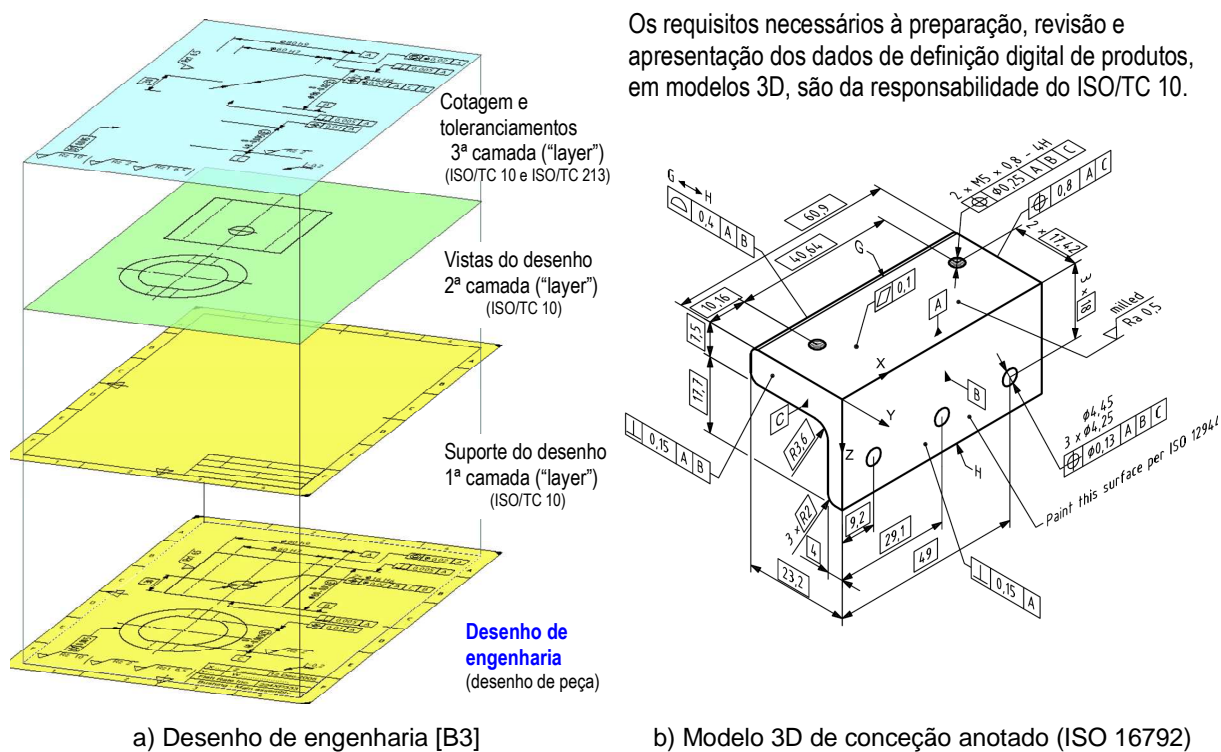 Os requisitos necessários à preparação, revisão e
apresentação dos dados de definição digital de produtos,
em modelos 3D, são da responsabilidade do ISO/TC 10.
Cotagem e
toleranciamentos
3ª camada (“layer”)
(ISO/TC 10 e ISO/TC 213)
Vistas do desenho
2ª camada (“layer”)
(ISO/TC 10)
Suporte do desenho
1ª camada (“layer”)
(ISO/TC 10)
Desenho de
engenharia
(desenho de peça)
2 × M5 × 0,8 - 4H
⌖ Φ0,25 A B C
⌖ 0,8 A C
G ↔ H
⌓ 0,4 A B
60,9
40,64
10,16
2 × 17,42
3 × 18
G
⏥ 0,1
A
milled
Ra 0,5
7,5
17,7
X
Y
Z
B
C
R3,6
⊥ 0,15 A B
Φ4,45
3 × Φ4,25
⌖ Φ0,13 A B C
H
Paint this surface per ISO 12944
3 × R2
9,2
4
29,1
49
23,2
⊥ 0,15 A
a) Desenho de engenharia [B3]
b) Modelo 3D de conceção anotado (ISO 16792)